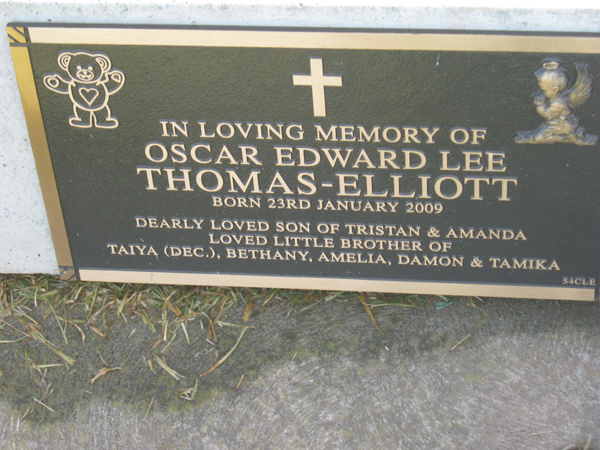 IN LOVING MEMORY OF
OSCAR EDWARD LEE
THOMAS-ELLIOTT
BORN 23RD JANUARY 2009
DEARLY LOVED SON OF TRISTAN & AMANDA
LOVED LITTLE BROTHER OF
TAIYA (DEC.), BETHANY, AMELIA, DAMON & TAMIKA
54CLE